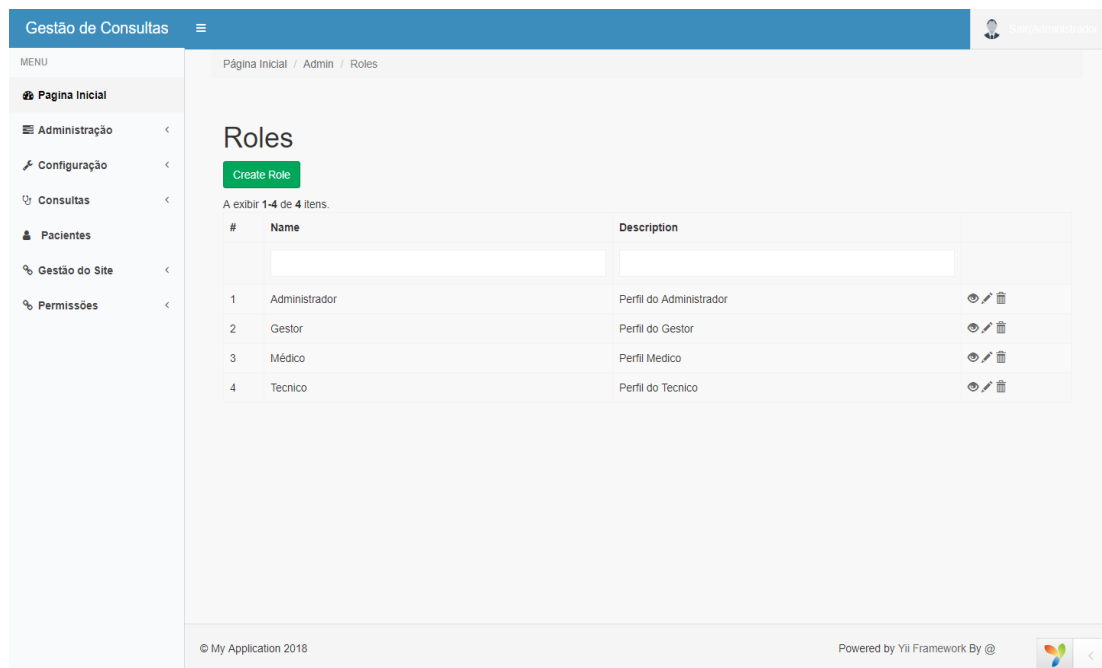 Gestão de Consultas
MENU
Pagina Inicial
Administração
Configuração
Consultas
Pacientes
Gestão do Site
Permissões
Página Inicial / Admin / Roles
Roles
Create Role
A exibir 1-4 de 4 itens.
# Name Description
1 Administrador Perfil do Administrador
2 Gestor Perfil do Gestor
3 Médico Perfil Medico
4 Tecnico Perfil do Tecnico
© My Application 2018
Powered by Yii Framework By @